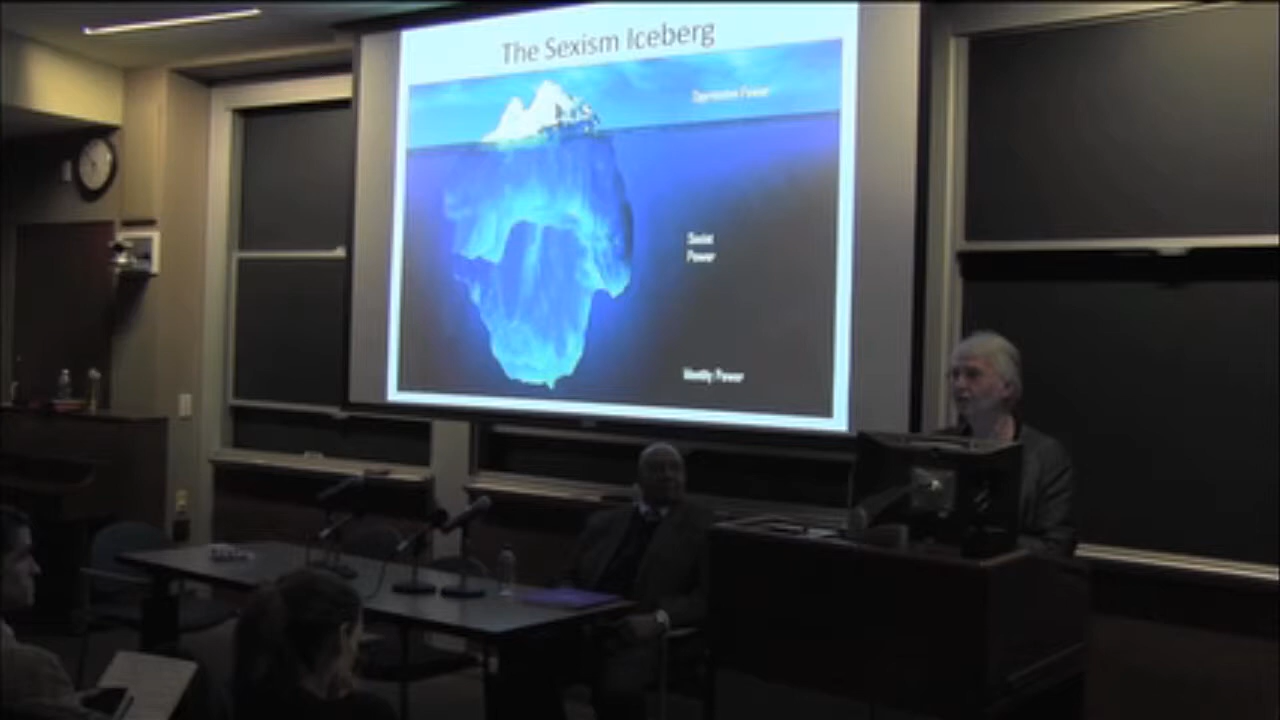 The Sexism Iceberg
Oppressive Power
Sexist
Power
Identity Power